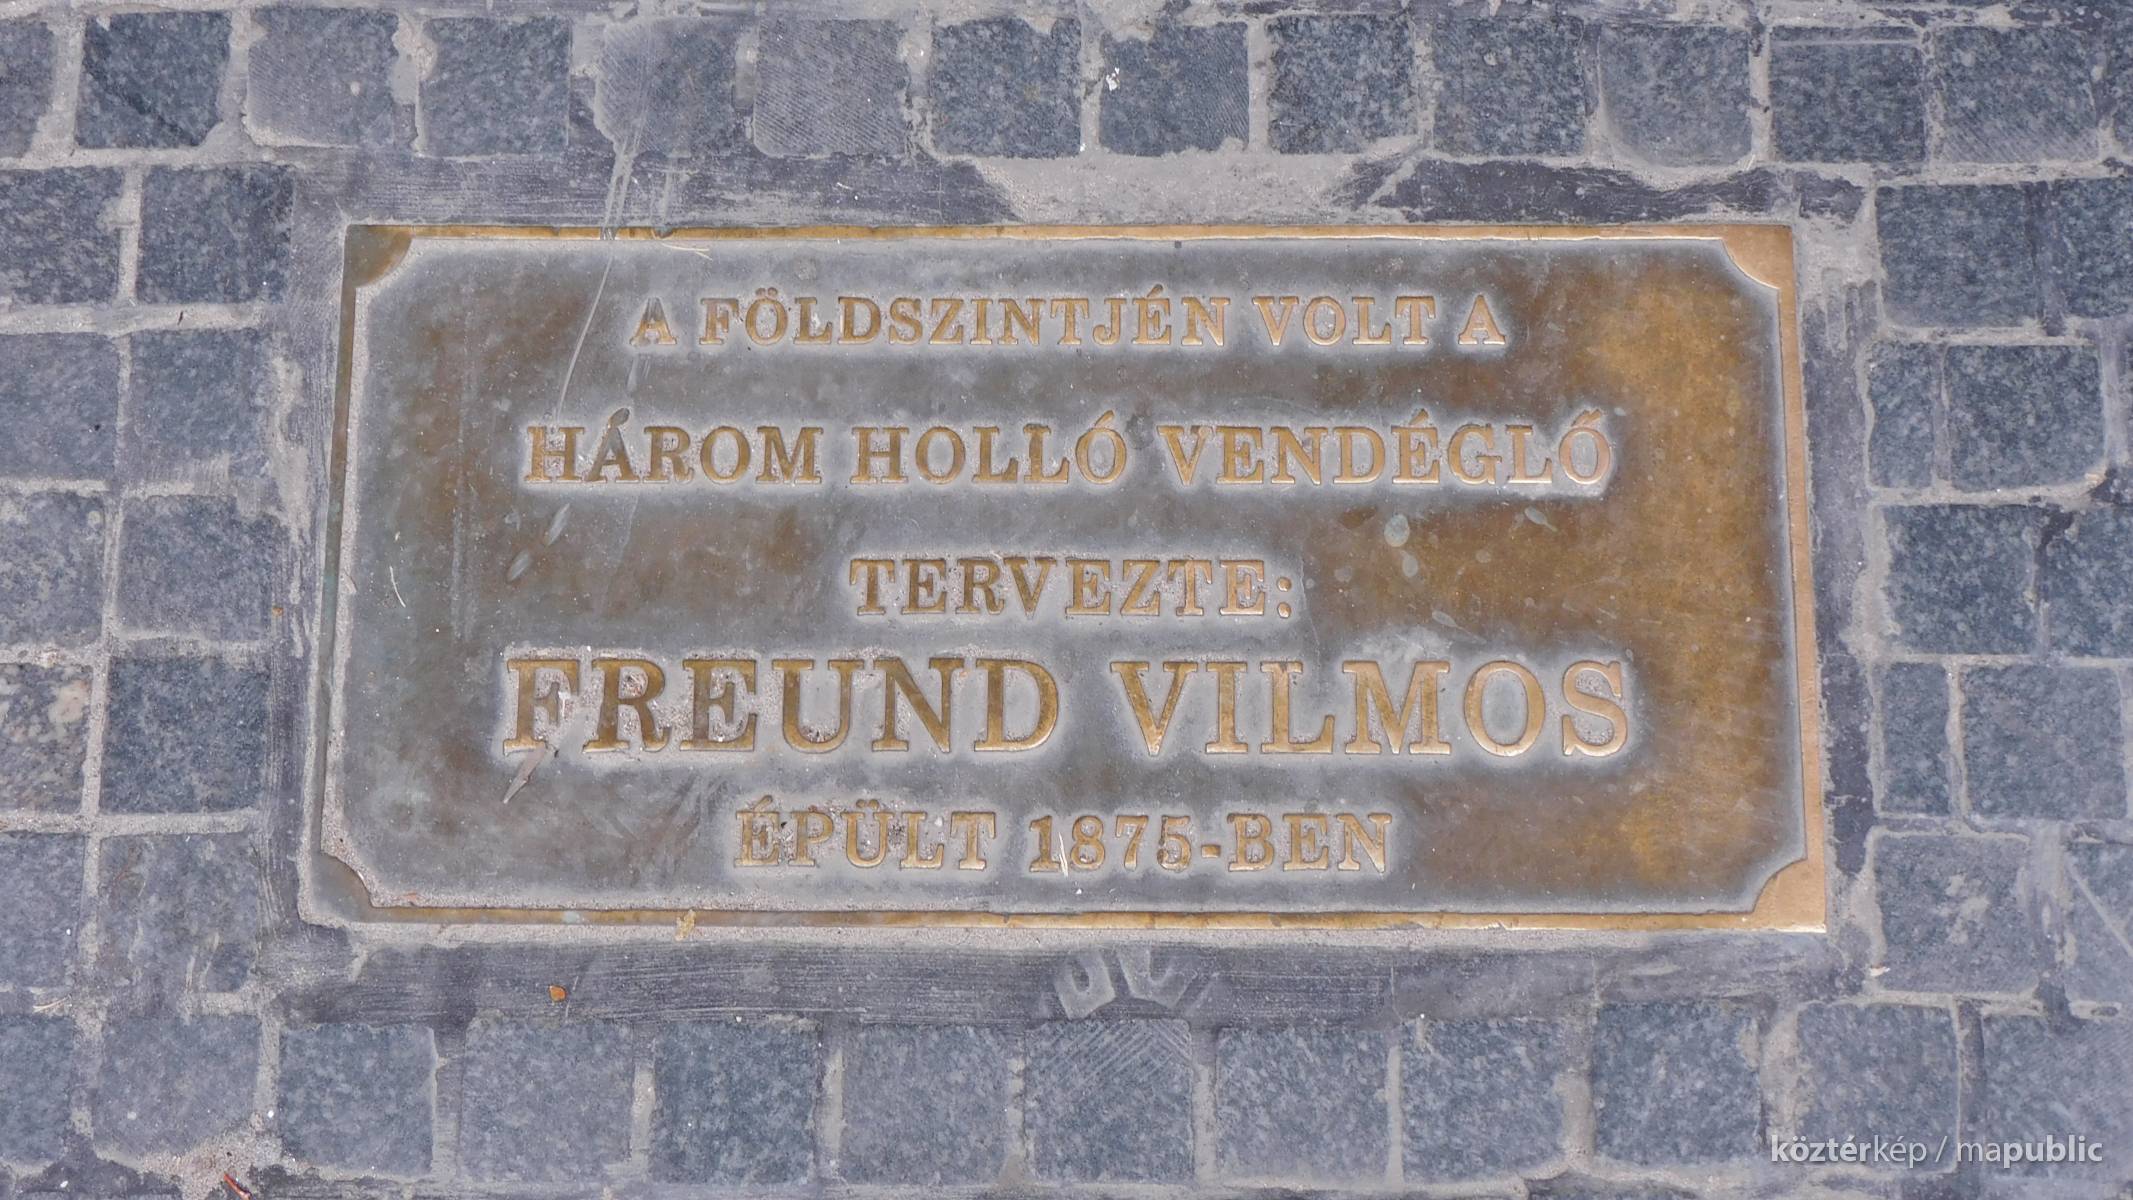 A FÖLDSZINTJÉN VOLT A
HÁROM HOLLÓ VENDÉGLŐ
TERVEZTE:
FREUND VILMOS
ÉPÜLT 1875-BEN
köztérkép / mapublic